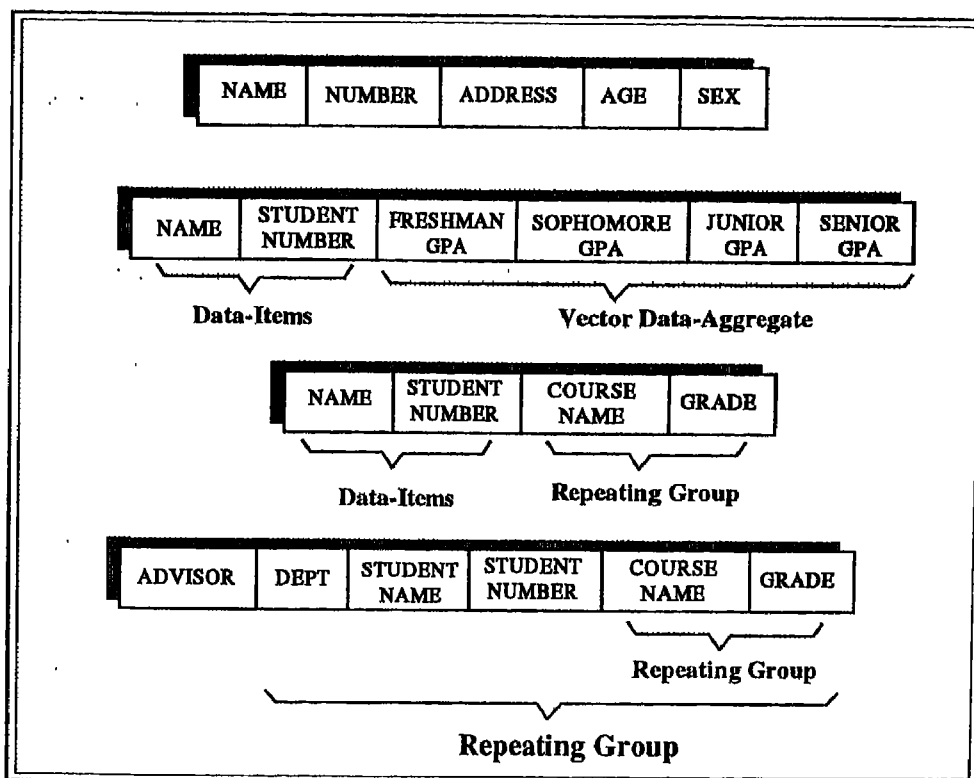 NAME NUMBER ADDRESS AGE SEX
NAME STUDENT NUMBER FRESHMAN GPA SOPHOMORE GPA JUNIOR GPA SENIOR GPA
Data-Items Vector Data-Aggregate
NAME STUDENT NUMBER COURSE NAME GRADE
Data-Items Repeating Group
ADVISOR DEPT STUDENT NAME STUDENT NUMBER COURSE NAME GRADE
Repeating Group
Repeating Group